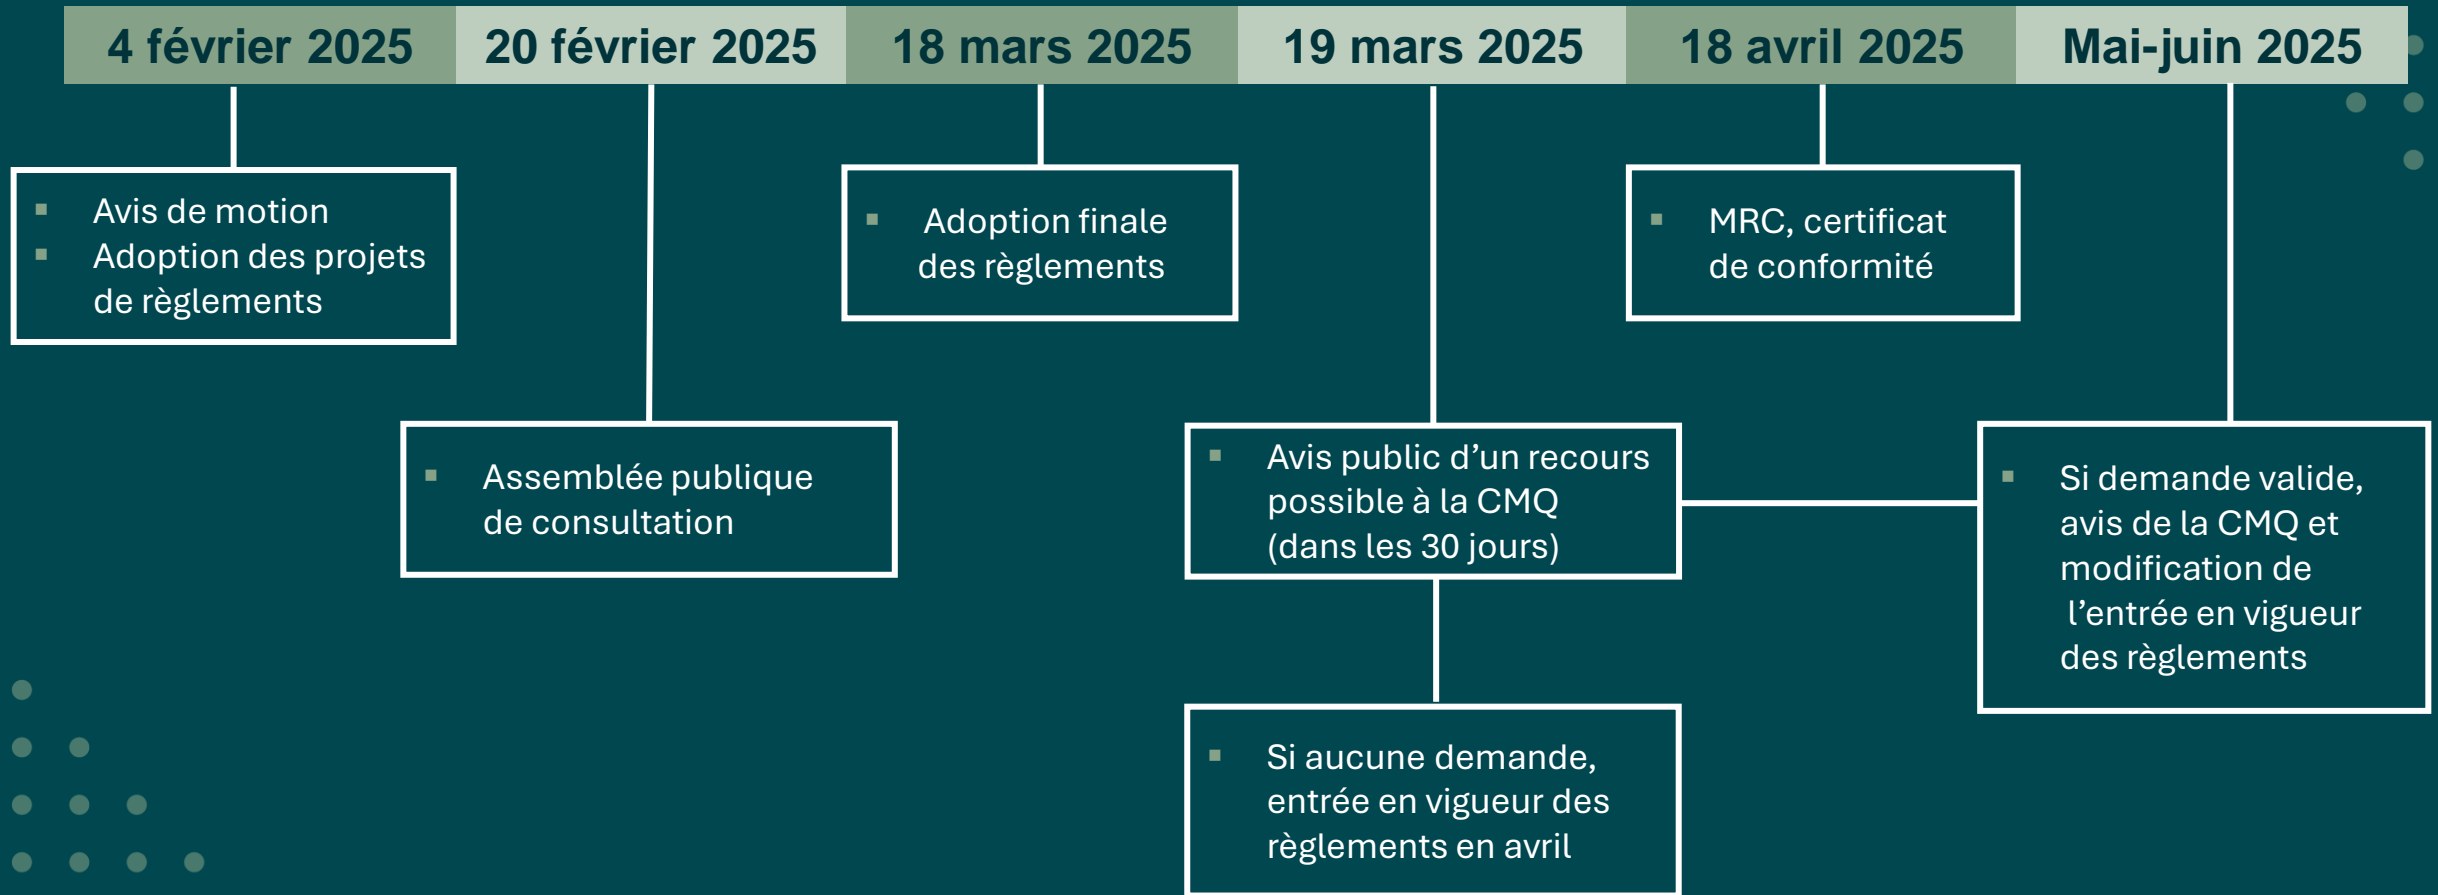 4 février 2025
20 février 2025
18 mars 2025
19 mars 2025
18 avril 2025
Mai-juin 2025
▪ Avis de motion
▪ Adoption des projets
de règlements
▪ Assemblée publique
de consultation
▪ Adoption finale
des règlements
▪ Avis public d’un recours
possible à la CMQ
(dans les 30 jours)
▪ Si aucune demande,
entrée en vigueur des
règlements en avril
▪ MRC, certificat
de conformité
▪ Si demande valide,
avis de la CMQ et
modification de
l’entrée en vigueur
des règlements